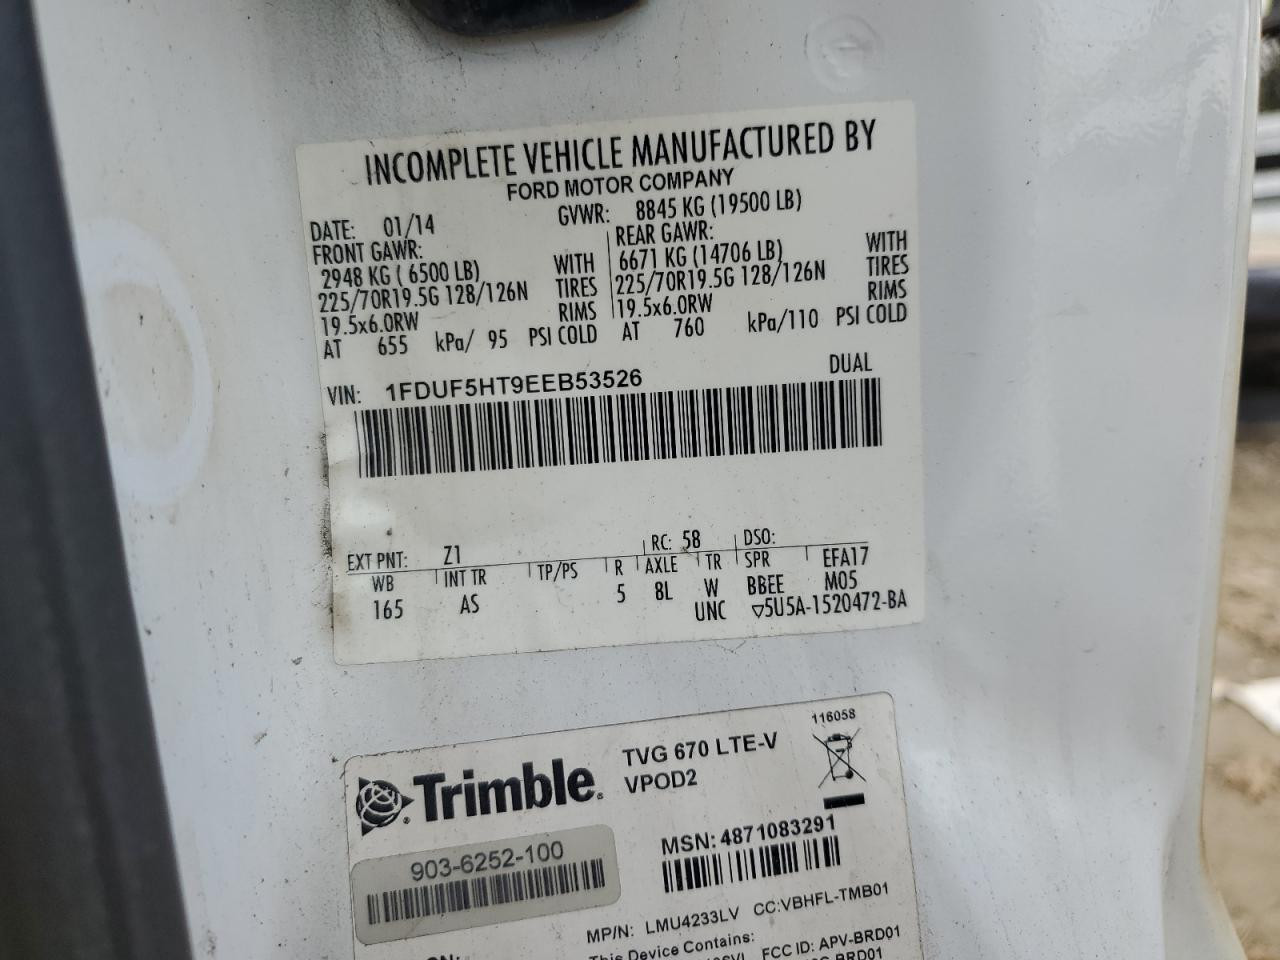 INCOMPLETE VEHICLE MANUFACTURED BY
FORD MOTOR COMPANY
DATE: 01/14 GVWR: 8845 KG (19500 LB)
FRONT GAWR: REAR GAWR:
2948 KG ( 6500 LB) WITH 6671 KG (14706 LB) WITH
225/70R19.5G 128/126N TIRES 225/70R19.5G 128/126N TIRES
19.5x6.0RW RIMS 19.5x6.0RW RIMS
AT 655 kPa/ 95 PSI COLD AT 760 kPa/110 PSI COLD
VIN: 1FDUF5HT9EEB53526 DUAL
EXT PNT: Z1 RC: 58 DSO:
WB INT TR TP/PS R AXLE TR SPR EFA17
165 AS 5 8L W BBEE M05
UNC ▽5U5A-1520472-BA
116058
Trimble. TVG 670 LTE-V
VPOD2
903-6252-100 MSN: 4871083291
MP/N: LMU4233LV CC:VBHFL-TMB01
This Device Contains:
FCC ID: APV-BRD01